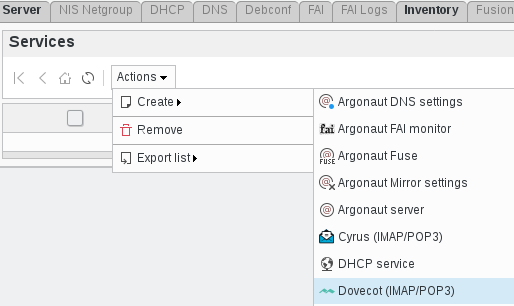 Server NIS Netgroup DHCP DNS Debconf FAI FAI Logs Inventory Fusion
Services
Actions
Create
Remove
Export list
Argonaut DNS settings
fai Argonaut FAI monitor
FUSE Argonaut Fuse
Argonaut Mirror settings
Argonaut server
Cyrus (IMAP/POP3)
DHCP service
Dovecot (IMAP/POP3)